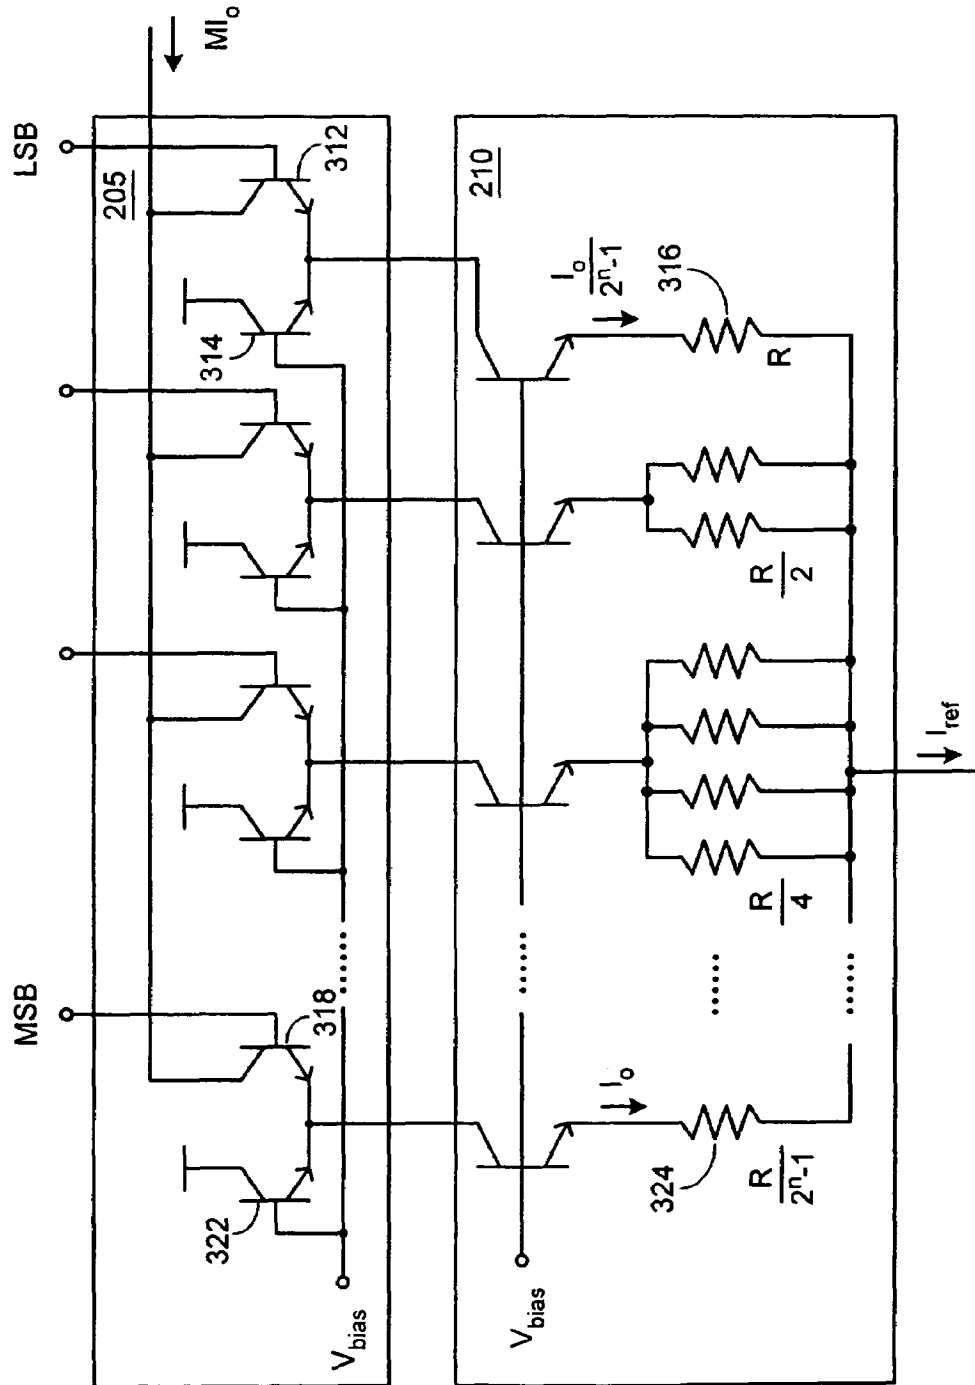 MSB
LSB
MI_o
205
318
322
314
312
V_bias
210
V_bias
I_o
I_o / 2^n-1
324
316
R / 2^n-1
R / 4
R / 2
R
I_ref
......
......
......
......